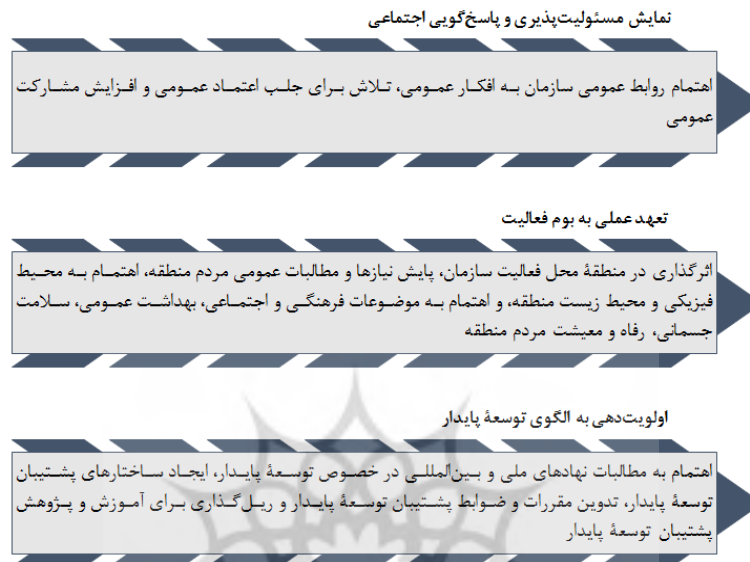 نمایش مسئولیت‌پذیری و پاسخ‌گویی اجتماعی
اهتمام روابط عمومی سازمان به افکار عمومی، تلاش برای جلب اعتماد عمومی و افزایش مشارکت
عمومی
تعهد عملی به بوم فعالیت
اثرگذاری در منطقهٔ محل فعالیت سازمان، پایش نیازها و مطالبات عمومی مردم منطقه، اهتمام به محیط
فیزیکی و محیط زیست منطقه، و اهتمام به موضوعات فرهنگی و اجتماعی، بهداشت عمومی، سلامت
جسمانی، رفاه و معیشت مردم منطقه
اولویت‌دهی به الگوی توسعهٔ پایدار
اهتمام به مطالبات نهادهای ملی و بین‌المللی در خصوص توسعهٔ پایدار، ایجاد ساختارهای پشتیبان
توسعهٔ پایدار، تدوین مقررات و ضوابط پشتیبان توسعهٔ پایدار و ریل‌گذاری برای آموزش و پژوهش
پشتیبان توسعهٔ پایدار